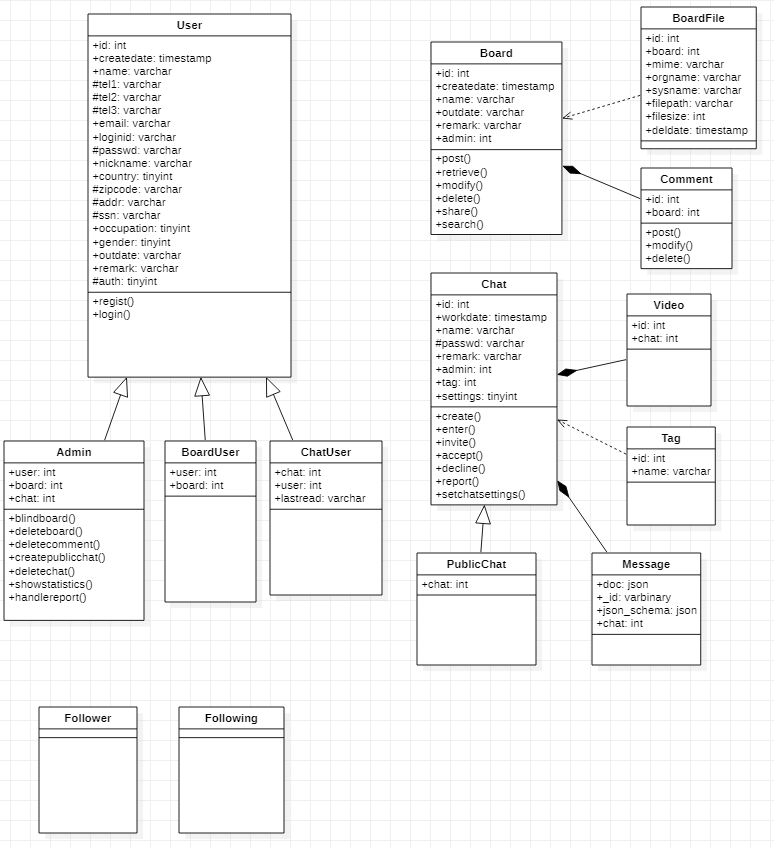 User
+id: int
+createdate: timestamp
+name: varchar
#tel1: varchar
#tel2: varchar
#tel3: varchar
+email: varchar
+loginid: varchar
#passwd: varchar
+nickname: varchar
+country: tinyint
#zipcode: varchar
#addr: varchar
#ssn: varchar
+occupation: tinyint
+gender: tinyint
+outdate: varchar
+remark: varchar
#auth: tinyint
+regist()
+login()
Board
+id: int
+createdate: timestamp
+name: varchar
+outdate: varchar
+remark: varchar
+admin: int
+post()
+retrieve()
+modify()
+delete()
+share()
+search()
BoardFile
+id: int
+board: int
+mime: varchar
+orgname: varchar
+sysname: varchar
+filepath: varchar
+filesize: int
+deldate: timestamp
Comment
+id: int
+board: int
+post()
+modify()
+delete()
Chat
+id: int
+workdate: timestamp
+name: varchar
#passwd: varchar
+remark: varchar
+admin: int
+tag: int
+settings: tinyint
+create()
+enter()
+invite()
+accept()
+decline()
+report()
+setchatsettings()
Video
+id: int
+chat: int
Tag
+id: int
+name: varchar
Admin
+user: int
+board: int
+chat: int
+blindboard()
+deleteboard()
+deletecomment()
+createpublicchat()
+deletechat()
+showstatistics()
+handlereport()
BoardUser
+user: int
+board: int
ChatUser
+chat: int
+user: int
+lastread: varchar
PublicChat
+chat: int
Message
+doc: json
+_id: varbinary
+json_schema: json
+chat: int
Follower
Following